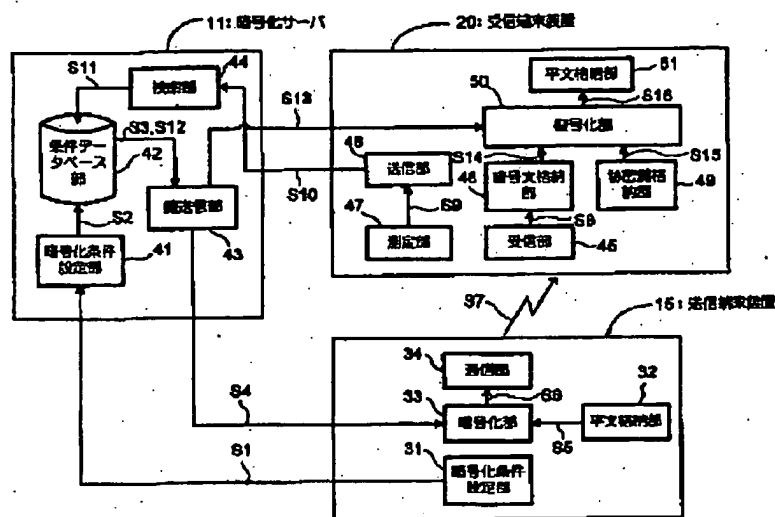 11:暗号化サーバ
20:受信端末装置
44
検索部
S11
S3,S12
条件デー
タベース
部
42
S2
暗号化条件
設定部
41
鍵送信部
43
S13
S10
50
平文格納部
51
S16
復号化部
48
送信部
S14
46
暗号文格納
部
S15
秘密鍵格
納部
49
S9
S8
47
測定部
受信部
45
S7
15:送信端末装置
34
送信部
S6
33
暗号化部
32
平文格納部
S5
S4
31
暗号化条件
設定部
S1